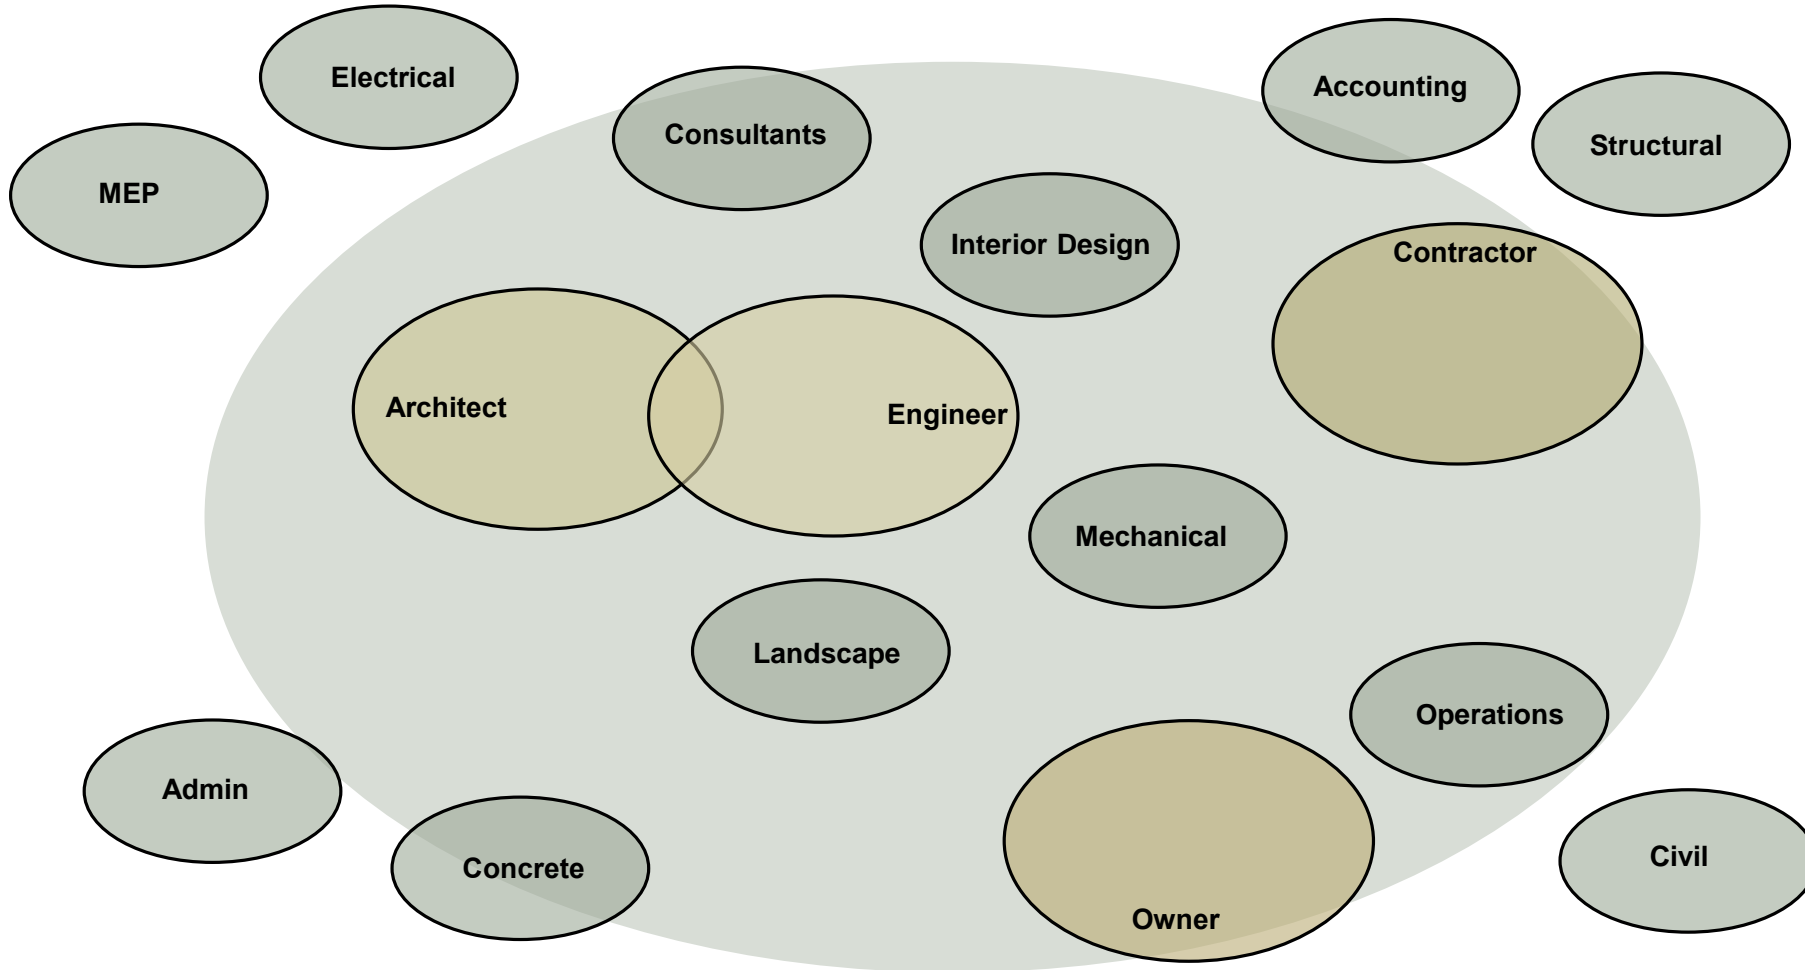 Electrical
Accounting
Consultants
Structural
MEP
Interior Design
Contractor
Architect
Engineer
Mechanical
Landscape
Operations
Admin
Civil
Concrete
Owner